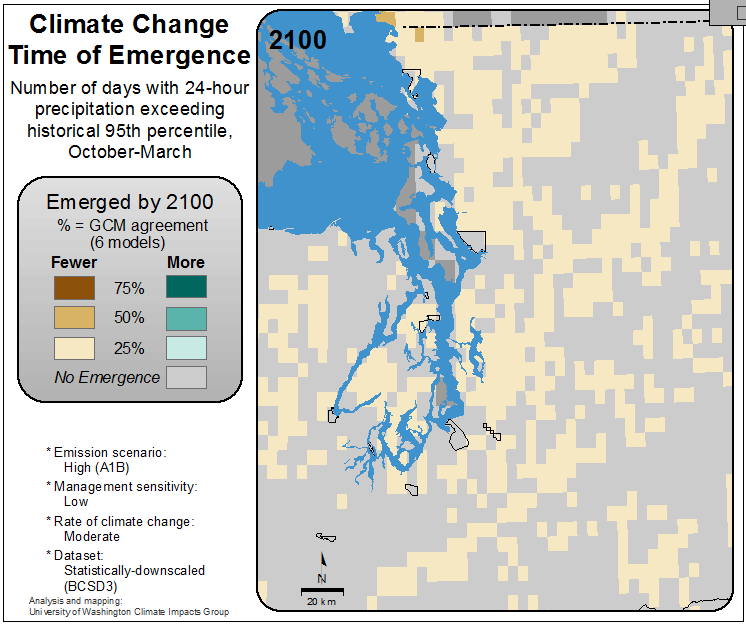 Climate Change
Time of Emergence
Number of days with 24-hour
precipitation exceeding
historical 95th percentile,
October-March
Emerged by 2100
% = GCM agreement
(6 models)
Fewer More
75%
50%
25%
No Emergence
* Emission scenario:
High (A1B)
* Management sensitivity:
Low
* Rate of climate change:
Moderate
* Dataset:
Statistically-downscaled
(BCSD3)
Analysis and mapping:
University of Washington Climate Impacts Group
2100
N
20 km